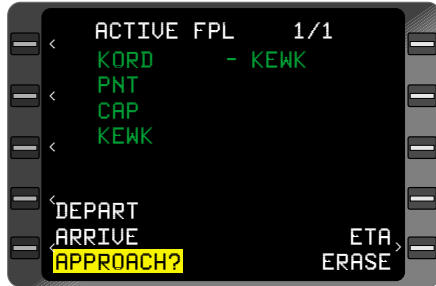 ACTIVE FPL 1/1
KORD - KEWK
PNT
CAP
KEWK
DEPART
ARRIVE ETA
APPROACH? ERASE